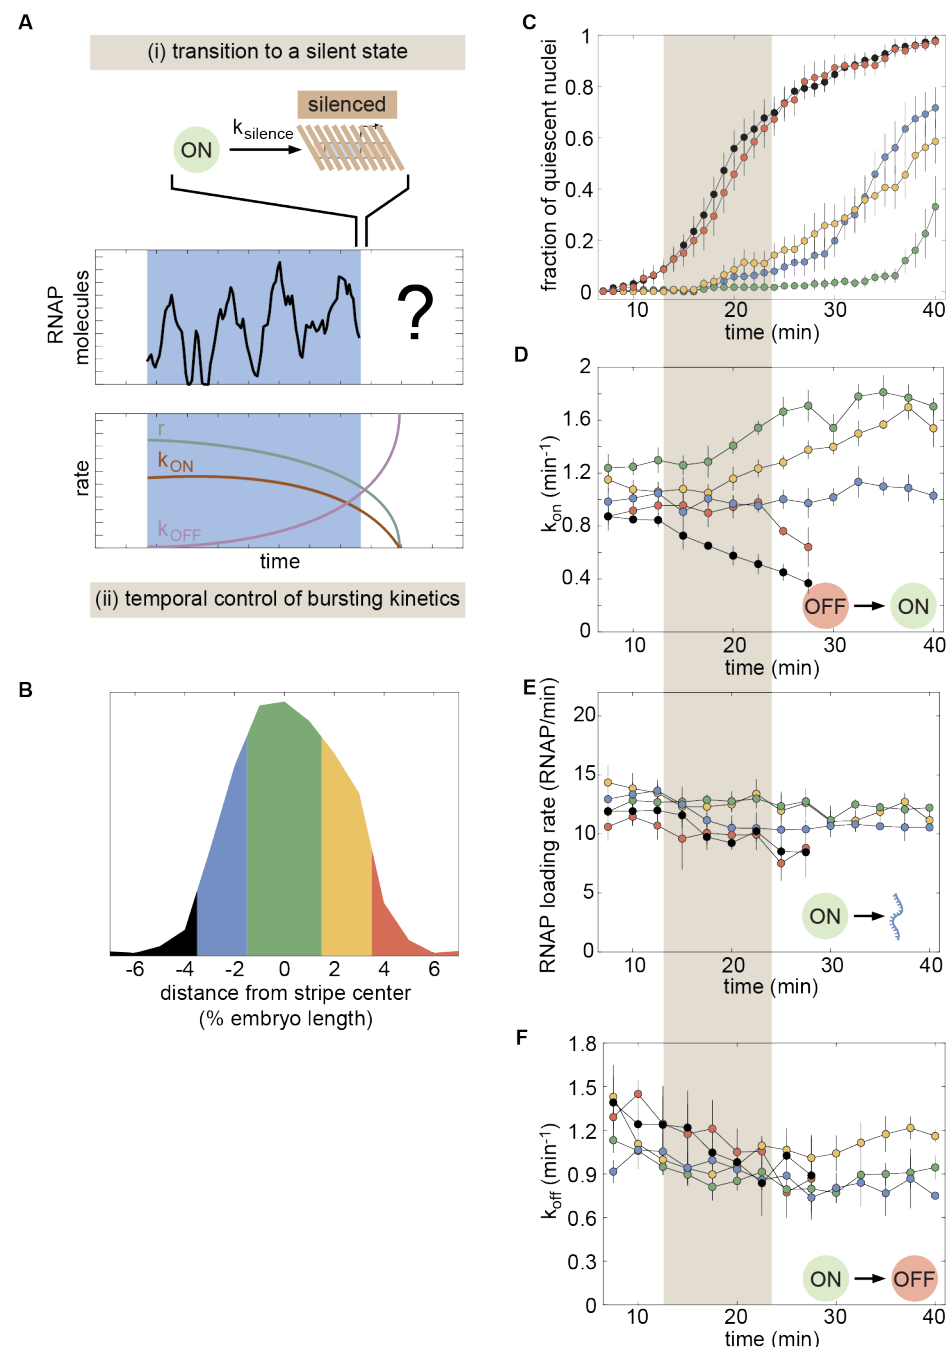 A
(i) transition to a silent state
silenced
ON
k silence
RNAP
molecules
?
r
k ON
k OFF
rate
time
(ii) temporal control of bursting kinetics
B
-6 -4 -2 0 2 4 6
distance from stripe center
(% embryo length)
C
1
0.8
0.6
0.4
0.2
0
fraction of quiescent nuclei
10 20 30 40
time (min)
D
2
1.6
1.2
0.8
0.4
0
k on (min-1)
OFF ON
10 20 30 40
time (min)
E
20
15
10
5
0
RNAP loading rate (RNAP/min)
ON
10 20 30 40
time (min)
F
1.8
1.5
1.2
0.9
0.6
0.3
0
k off (min-1)
ON OFF
10 20 30 40
time (min)